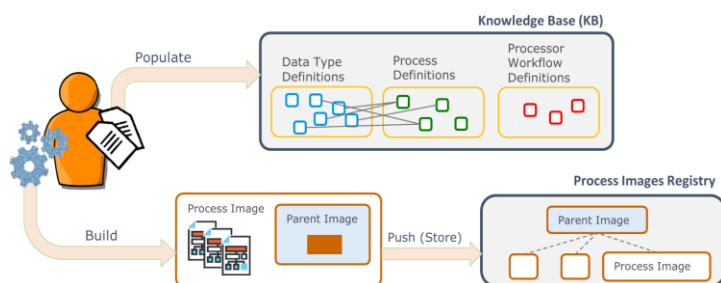 Knowledge Base (KB)
Populate
Data Type
Definitions
Process
Definitions
Processor
Workflow
Definitions
Process Images Registry
Process Image
Parent Image
Build
Push (Store)
Parent Image
Process Image